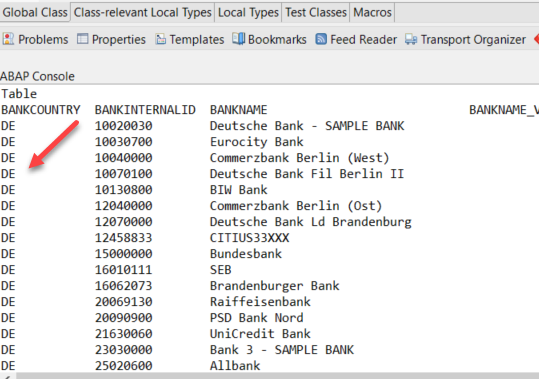 Global Class Class-relevant Local Types Local Types Test Classes Macros
Problems Properties Templates Bookmarks Feed Reader Transport Organizer
ABAP Console
Table
BANKCOUNTRY BANKINTERNALID BANKNAME BANKNAME_V
DE 10020030 Deutsche Bank - SAMPLE BANK
DE 10030700 Eurocity Bank
DE 10040000 Commerzbank Berlin (West)
DE 10070100 Deutsche Bank Fil Berlin II
DE 10130800 BIW Bank
DE 12040000 Commerzbank Berlin (Ost)
DE 12070000 Deutsche Bank Ld Brandenburg
DE 12458833 CITIUS33XXX
DE 15000000 Bundesbank
DE 16010111 SEB
DE 16062073 Brandenburger Bank
DE 20069130 Raiffeisenbank
DE 20090900 PSD Bank Nord
DE 21630060 UniCredit Bank
DE 23030000 Bank 3 - SAMPLE BANK
DE 25020600 Allbank